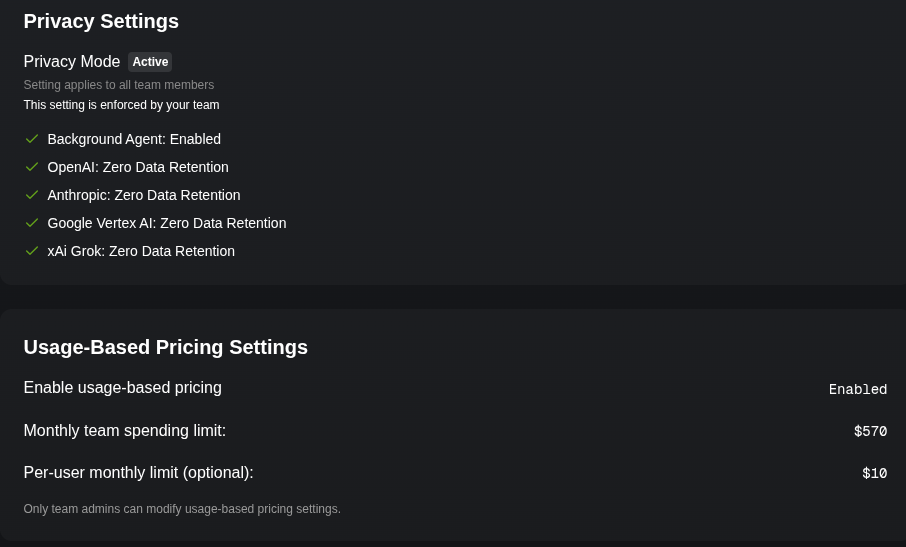 Privacy Settings
Privacy Mode Active
Setting applies to all team members
This setting is enforced by your team
Background Agent: Enabled
OpenAI: Zero Data Retention
Anthropic: Zero Data Retention
Google Vertex AI: Zero Data Retention
xAi Grok: Zero Data Retention
Usage-Based Pricing Settings
Enable usage-based pricing Enabled
Monthly team spending limit: $570
Per-user monthly limit (optional): $10
Only team admins can modify usage-based pricing settings.